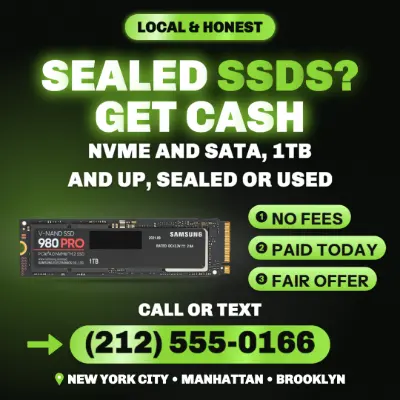 LOCAL & HONEST
SEALED SSDS?
GET CASH
NVME AND SATA, 1TB
AND UP, SEALED OR USED
V-NAND SSD
980 PRO
1TB
SAMSUNG
1 NO FEES
2 PAID TODAY
3 FAIR OFFER
CALL OR TEXT
(212) 555-0166
NEW YORK CITY • MANHATTAN • BROOKLYN